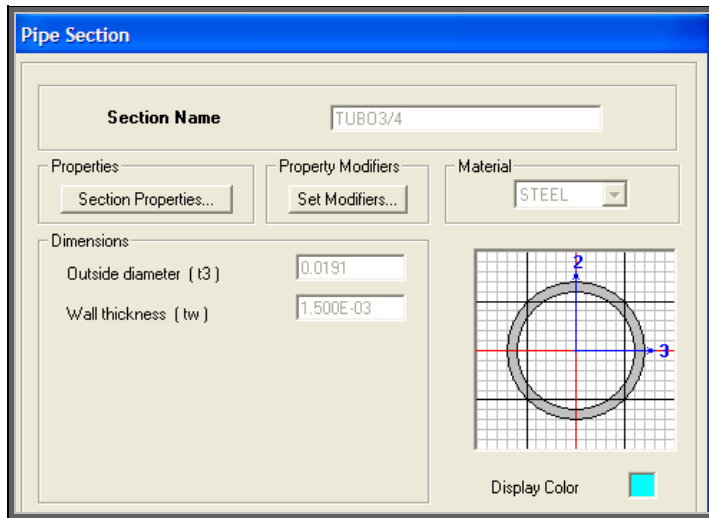 Pipe Section
Section Name TUBO3/4
Properties Property Modifiers Material
Section Properties... Set Modifiers... STEEL
Dimensions
Outside diameter ( t3 ) 0.0191
Wall thickness ( tw ) 1.500E-03
2
3
Display Color